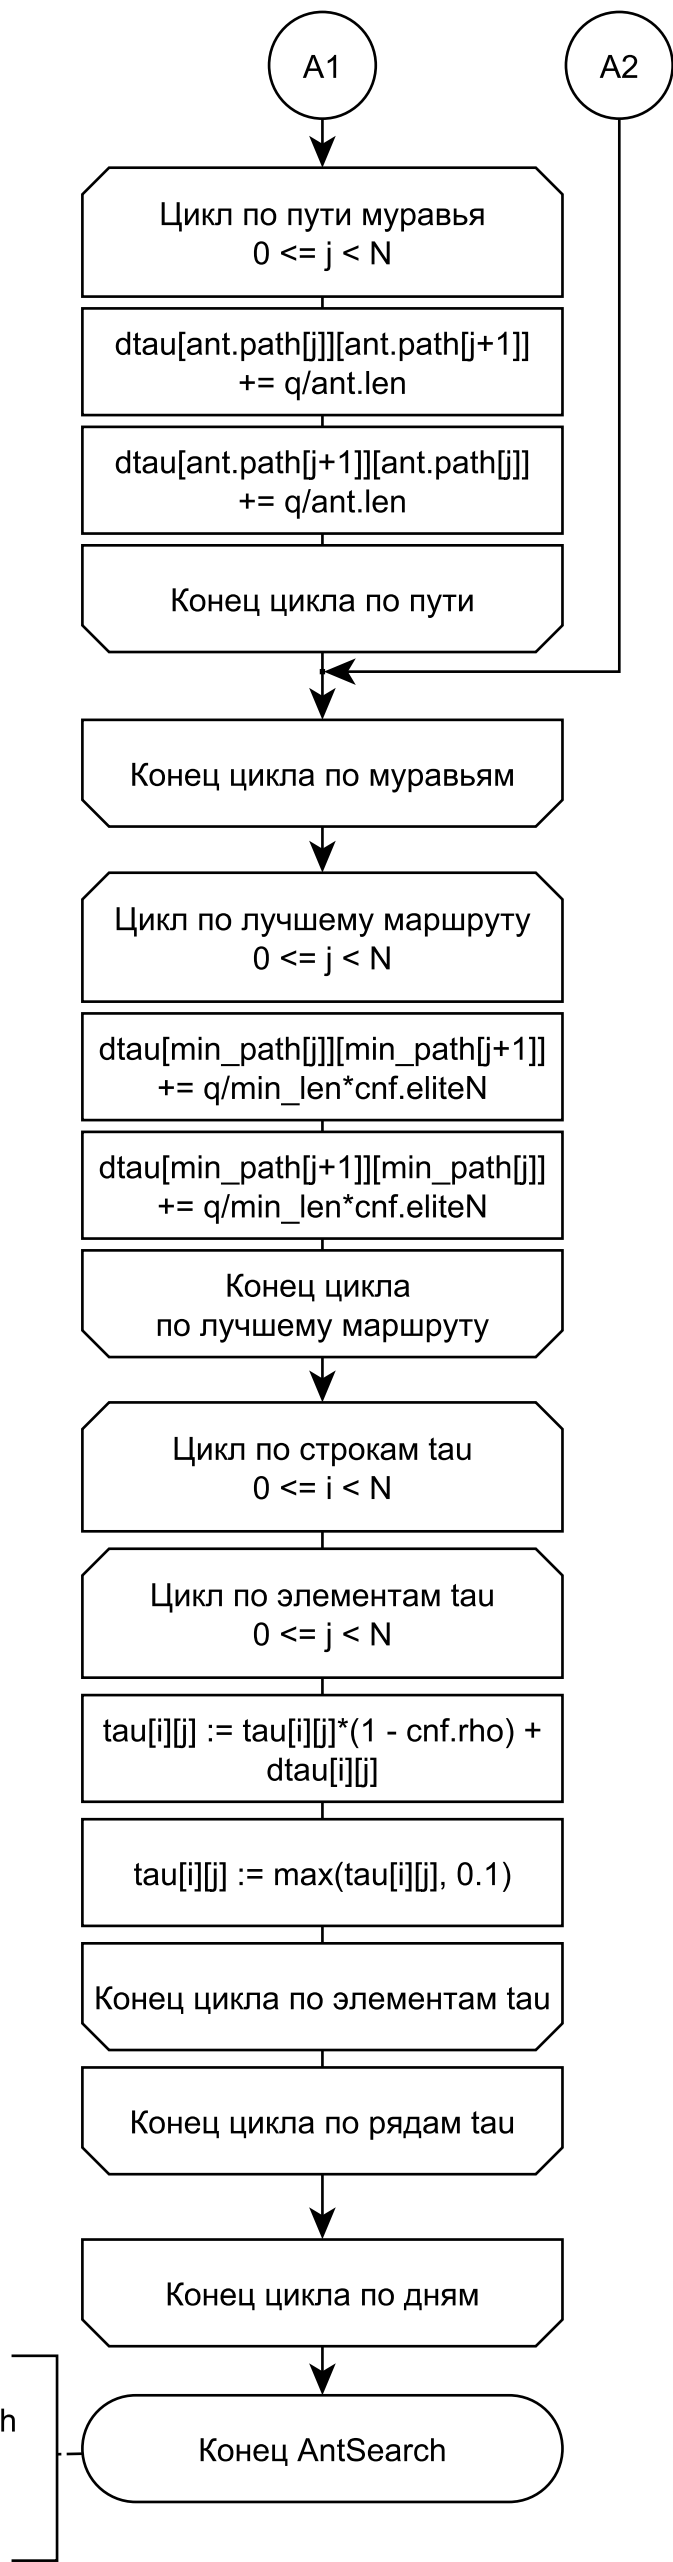 A1
A2
Цикл по пути муравья
0 <= j < N
dtau[ant.path[j]][ant.path[j+1]]
+= q/ant.len
dtau[ant.path[j+1]][ant.path[j]]
+= q/ant.len
Конец цикла по пути
Конец цикла по муравьям
Цикл по лучшему маршруту
0 <= j < N
dtau[min_path[j]][min_path[j+1]]
+= q/min_len*cnf.eliteN
dtau[min_path[j+1]][min_path[j]]
+= q/min_len*cnf.eliteN
Конец цикла
по лучшему маршруту
Цикл по строкам tau
0 <= i < N
Цикл по элементам tau
0 <= j < N
tau[i][j] := tau[i][j]*(1 - cnf.rho) +
dtau[i][j]
tau[i][j] := max(tau[i][j], 0.1)
Конец цикла по элементам tau
Конец цикла по рядам tau
Конец цикла по дням
h
Конец AntSearch